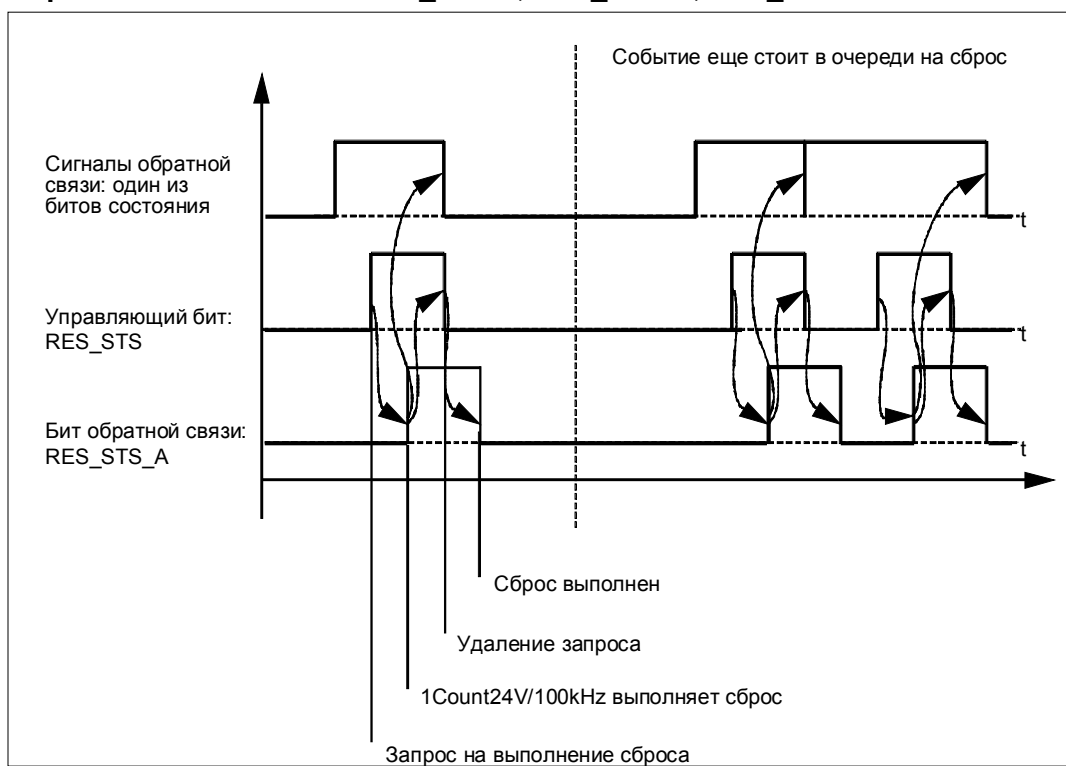 Событие еще стоит в очереди на сброс
Сигналы обратной
связи: один из
битов состояния
t
Управляющий бит:
RES_STS
t
Бит обратной связи:
RES_STS_A
t
Сброс выполнен
Удаление запроса
1Count24V/100kHz выполняет сброс
Запрос на выполнение сброса